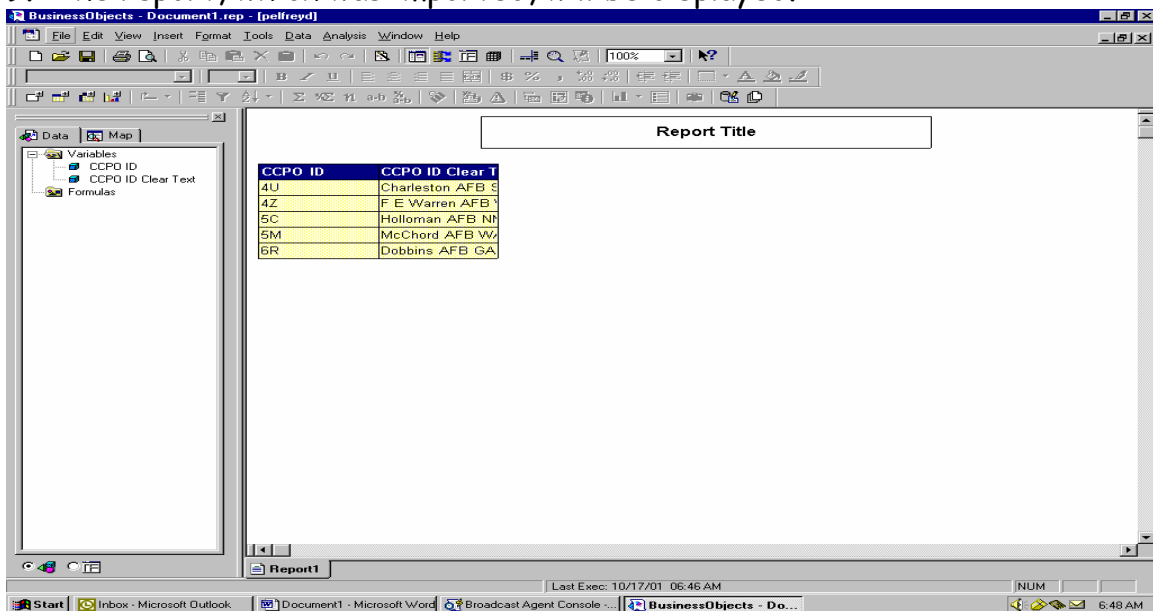 BusinessObjects - Document1.rep - [pelfreyd]
File Edit View Insert Format Tools Data Analysis Window Help
100%
B U $ % ,
Σ %Σ n a-b
Data Map
Report Title
Variables
CCPO ID
CCPO ID Clear Text
Formulas
CCPO ID CCPO ID Clear T
4U Charleston AFB S
4Z F E Warren AFB
5C Holloman AFB
5M McChord AFB
6R Dobbins AFB GA
Report1
Last Exec: 10/17/01 06:46 AM NUM
Start Inbox - Microsoft Outlook Document1 - Microsoft Word Broadcast Agent Console -... BusinessObjects - Do... 6:48 AM